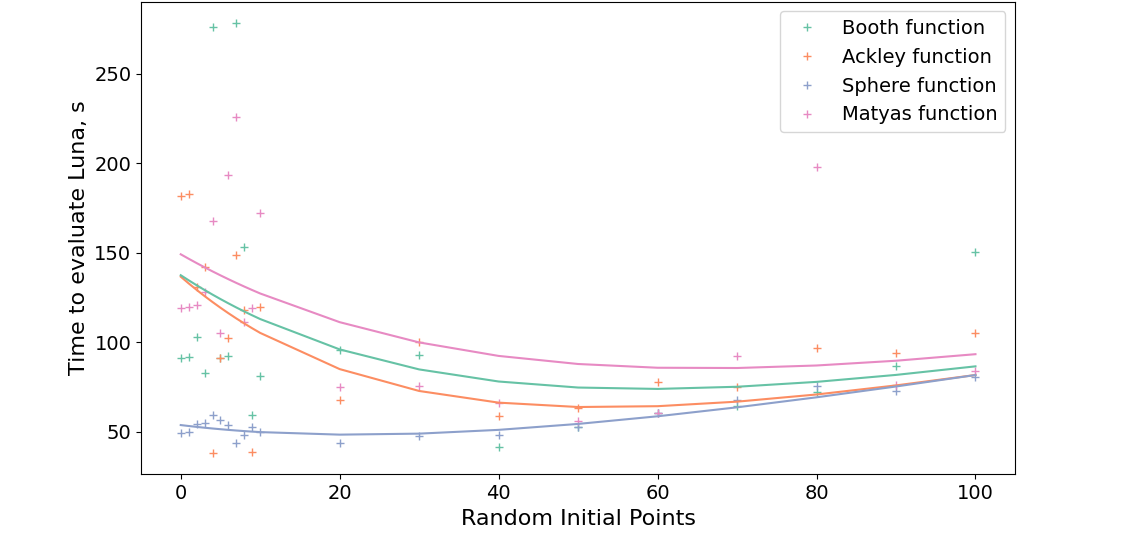 Booth function
Ackley function
Sphere function
Matyas function
250
200
150
100
50
Time to evaluate Luna, s
0 20 40 60 80 100
Random Initial Points